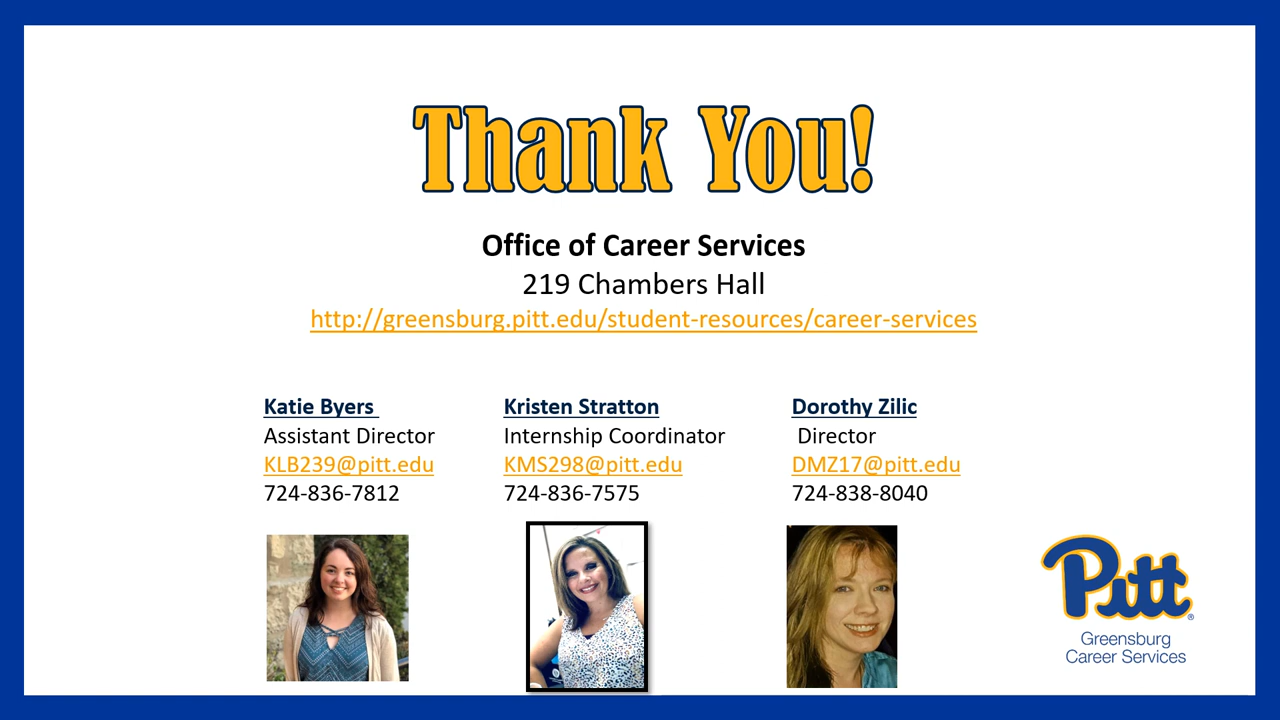 Thank You!
Office of Career Services
219 Chambers Hall
http://greensburg.pitt.edu/student-resources/career-services
Katie Byers
Assistant Director
KLB239@pitt.edu
724-836-7812
Kristen Stratton
Internship Coordinator
KMS298@pitt.edu
724-836-7575
Dorothy Zilic
Director
DMZ17@pitt.edu
724-838-8040
Pitt®
Greensburg
Career Services